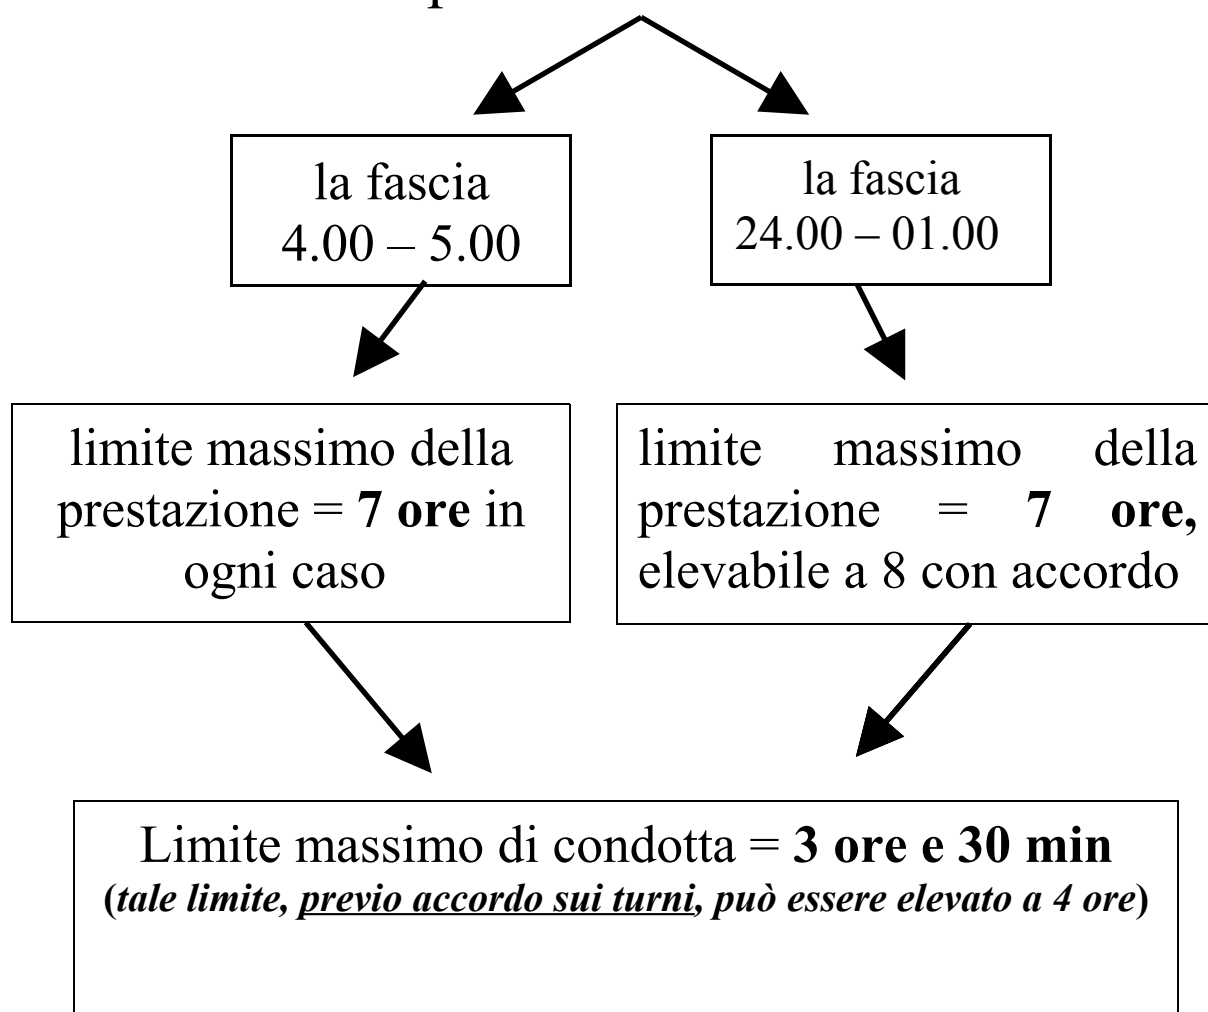 la fascia
4.00 – 5.00
la fascia
24.00 – 01.00
limite massimo della
prestazione = 7 ore in
ogni caso
limite massimo della
prestazione = 7 ore,
elevabile a 8 con accordo
Limite massimo di condotta = 3 ore e 30 min
(tale limite, previo accordo sui turni, può essere elevato a 4 ore)